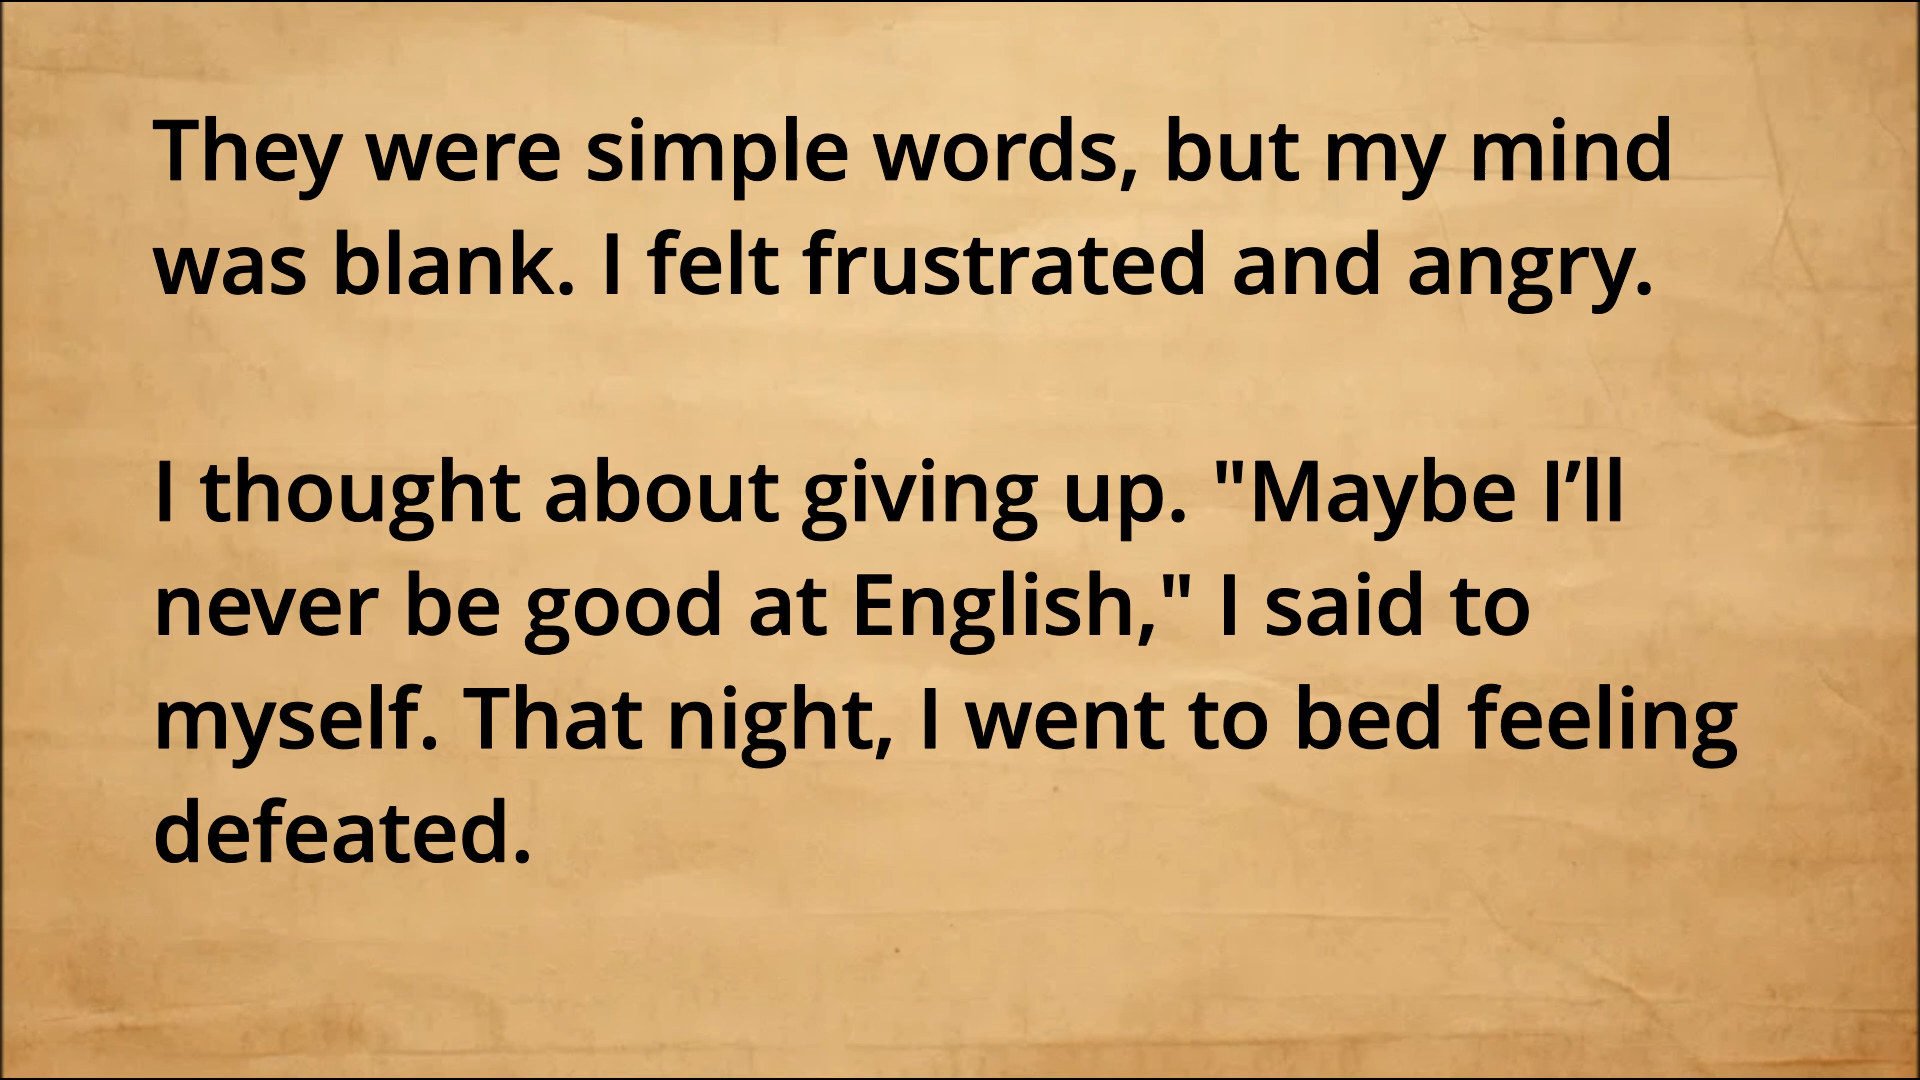 They were simple words, but my mind
was blank. I felt frustrated and angry.
I thought about giving up. "Maybe I’ll
never be good at English," I said to
myself. That night, I went to bed feeling
defeated.